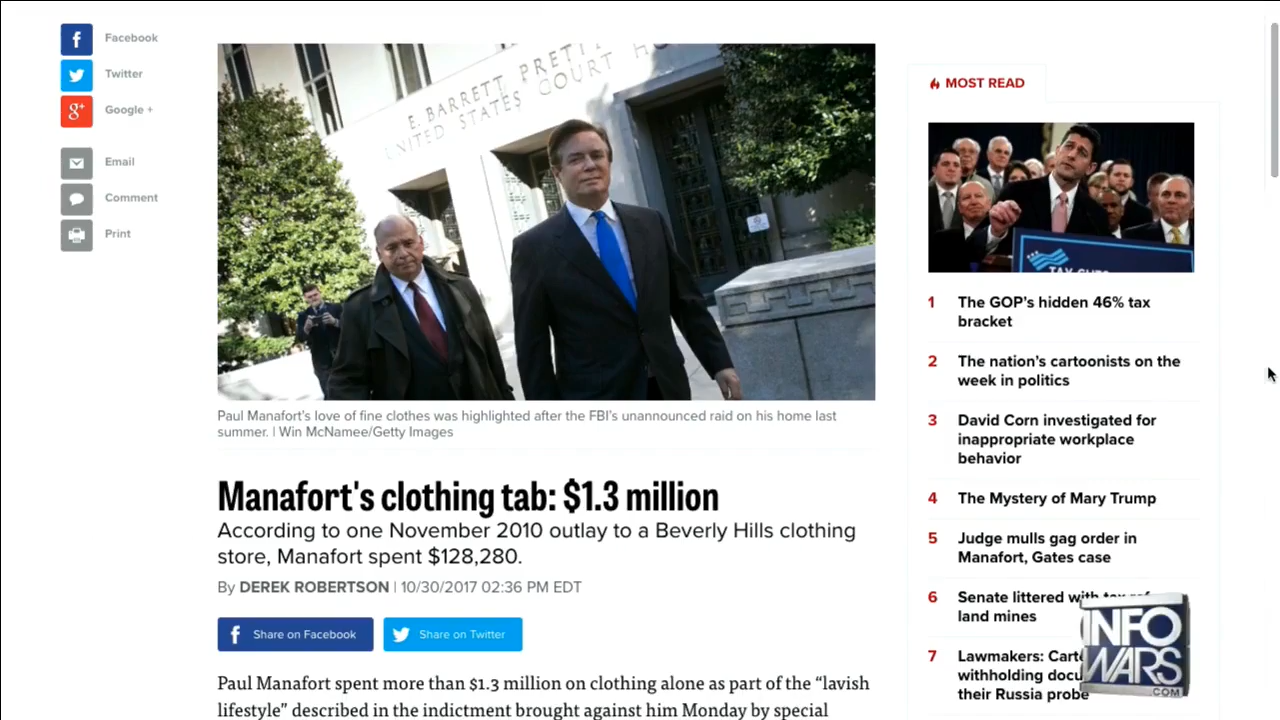 Facebook
Twitter
Google +
Email
Comment
Print
E. BARRETT PRETT
UNITED STATES COURT HO
Paul Manafort's love of fine clothes was highlighted after the FBI's unannounced raid on his home last
summer. | Win McNamee/Getty Images
Manafort's clothing tab: $1.3 million
According to one November 2010 outlay to a Beverly Hills clothing
store, Manafort spent $128,280.
By DEREK ROBERTSON | 10/30/2017 02:36 PM EDT
Share on Facebook
Share on Twitter
Paul Manafort spent more than $1.3 million on clothing alone as part of the “lavish
lifestyle” described in the indictment brought against him Monday by special
MOST READ
1 The GOP's hidden 46% tax
bracket
2 The nation's cartoonists on the
week in politics
3 David Corn investigated for
inappropriate workplace
behavior
4 The Mystery of Mary Trump
5 Judge mulls gag order in
Manafort, Gates case
6 Senate littered with tax
land mines
7 Lawmakers:
withholding
their Russia probe
INFO
WARS
.COM